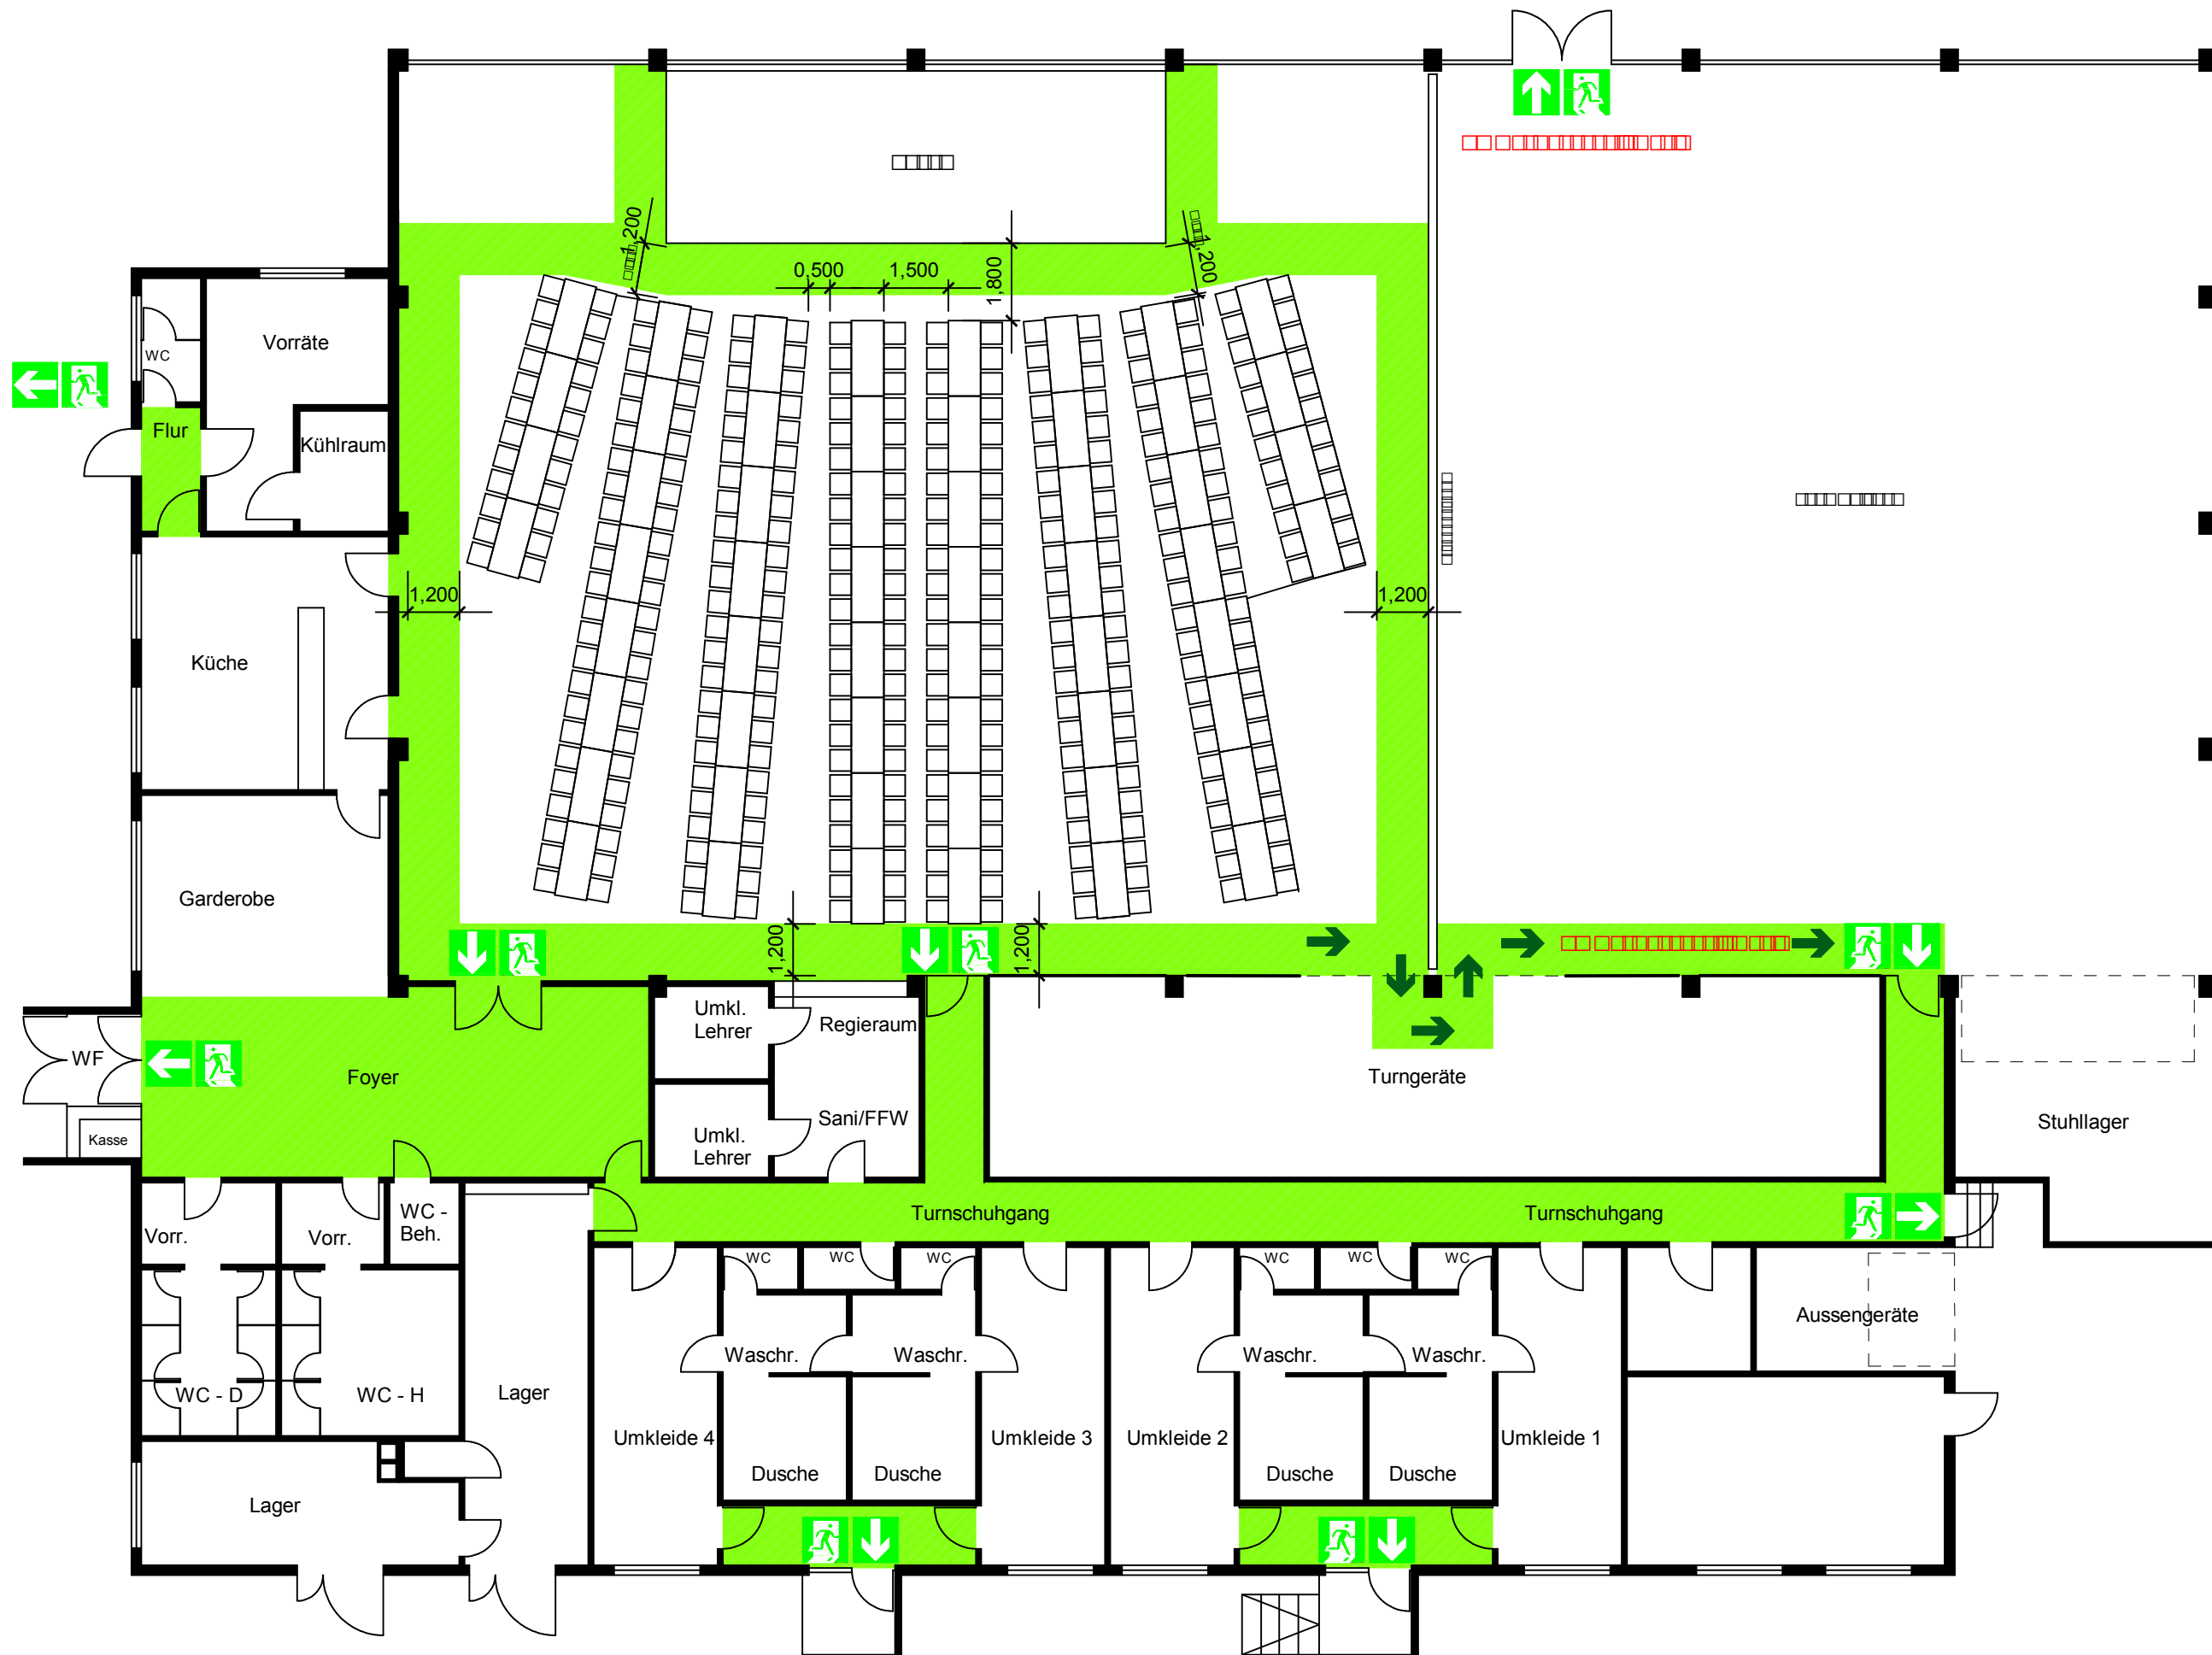 1,200
1,200
0,500
1,500
1,800
Vorräte
WC
Flur
Kühlraum
1,200
1,200
Küche
Garderobe
1,200
1,200
Umkl.
Lehrer
Regieraum
WF
Foyer
Turngeräte
Kasse
Umkl.
Lehrer
Sani/FFW
Stuhllager
Vorr.
Vorr.
WC -
Beh.
Turnschuhgang
Turnschuhgang
WC
WC
WC
WC
WC
WC
Aussengeräte
Waschr.
Waschr.
Waschr.
Waschr.
WC - D
WC - H
Lager
Umkleide 4
Umkleide 3
Umkleide 2
Umkleide 1
Dusche
Dusche
Dusche
Dusche
Lager